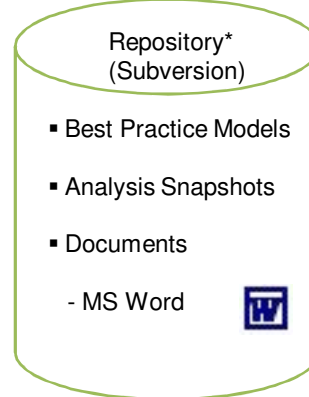 Repository*
(Subversion)
▪ Best Practice Models
▪ Analysis Snapshots
▪ Documents
- MS Word
W